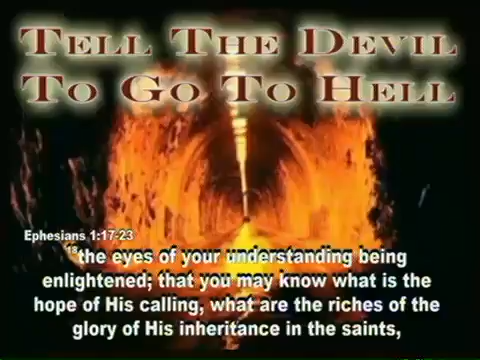 TELL THE DEVIL
TO GO TO HELL
Ephesians 1:17-23
18the eyes of your understanding being
enlightened; that you may know what is the
hope of His calling, what are the riches of the
glory of His inheritance in the saints,